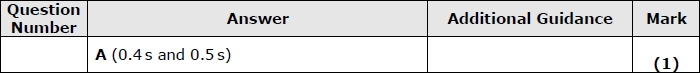 Question Number Answer Additional Guidance Mark
A (0.4 s and 0.5 s)
(1)